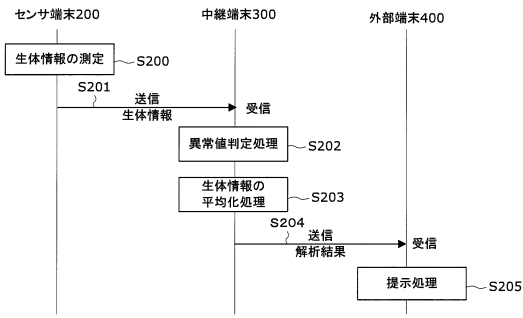 センサ端末200
中継端末300
外部端末400
生体情報の測定
S200
S201
送信
生体情報
受信
異常値判定処理
S202
生体情報の
平均化処理
S203
S204
送信
解析結果
受信
提示処理
S205